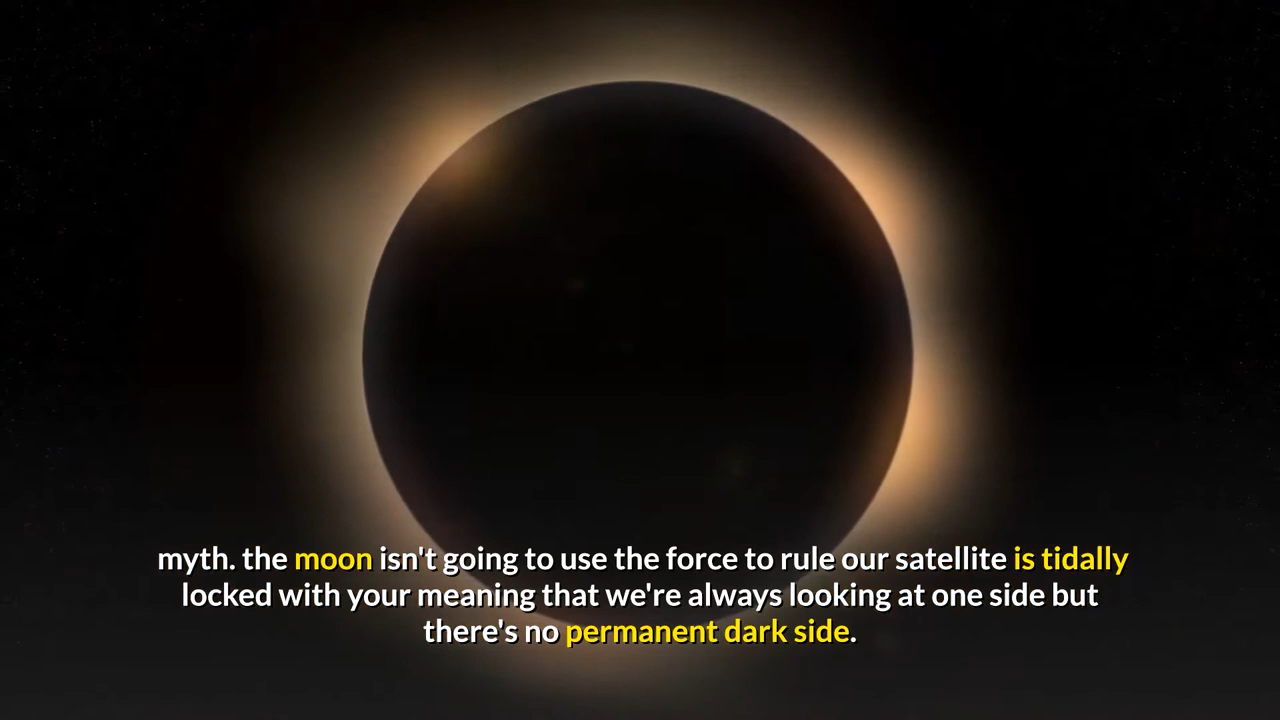 myth. the moon isn't going to use the force to rule our satellite is tidally
locked with your meaning that we're always looking at one side but
there's no permanent dark side.